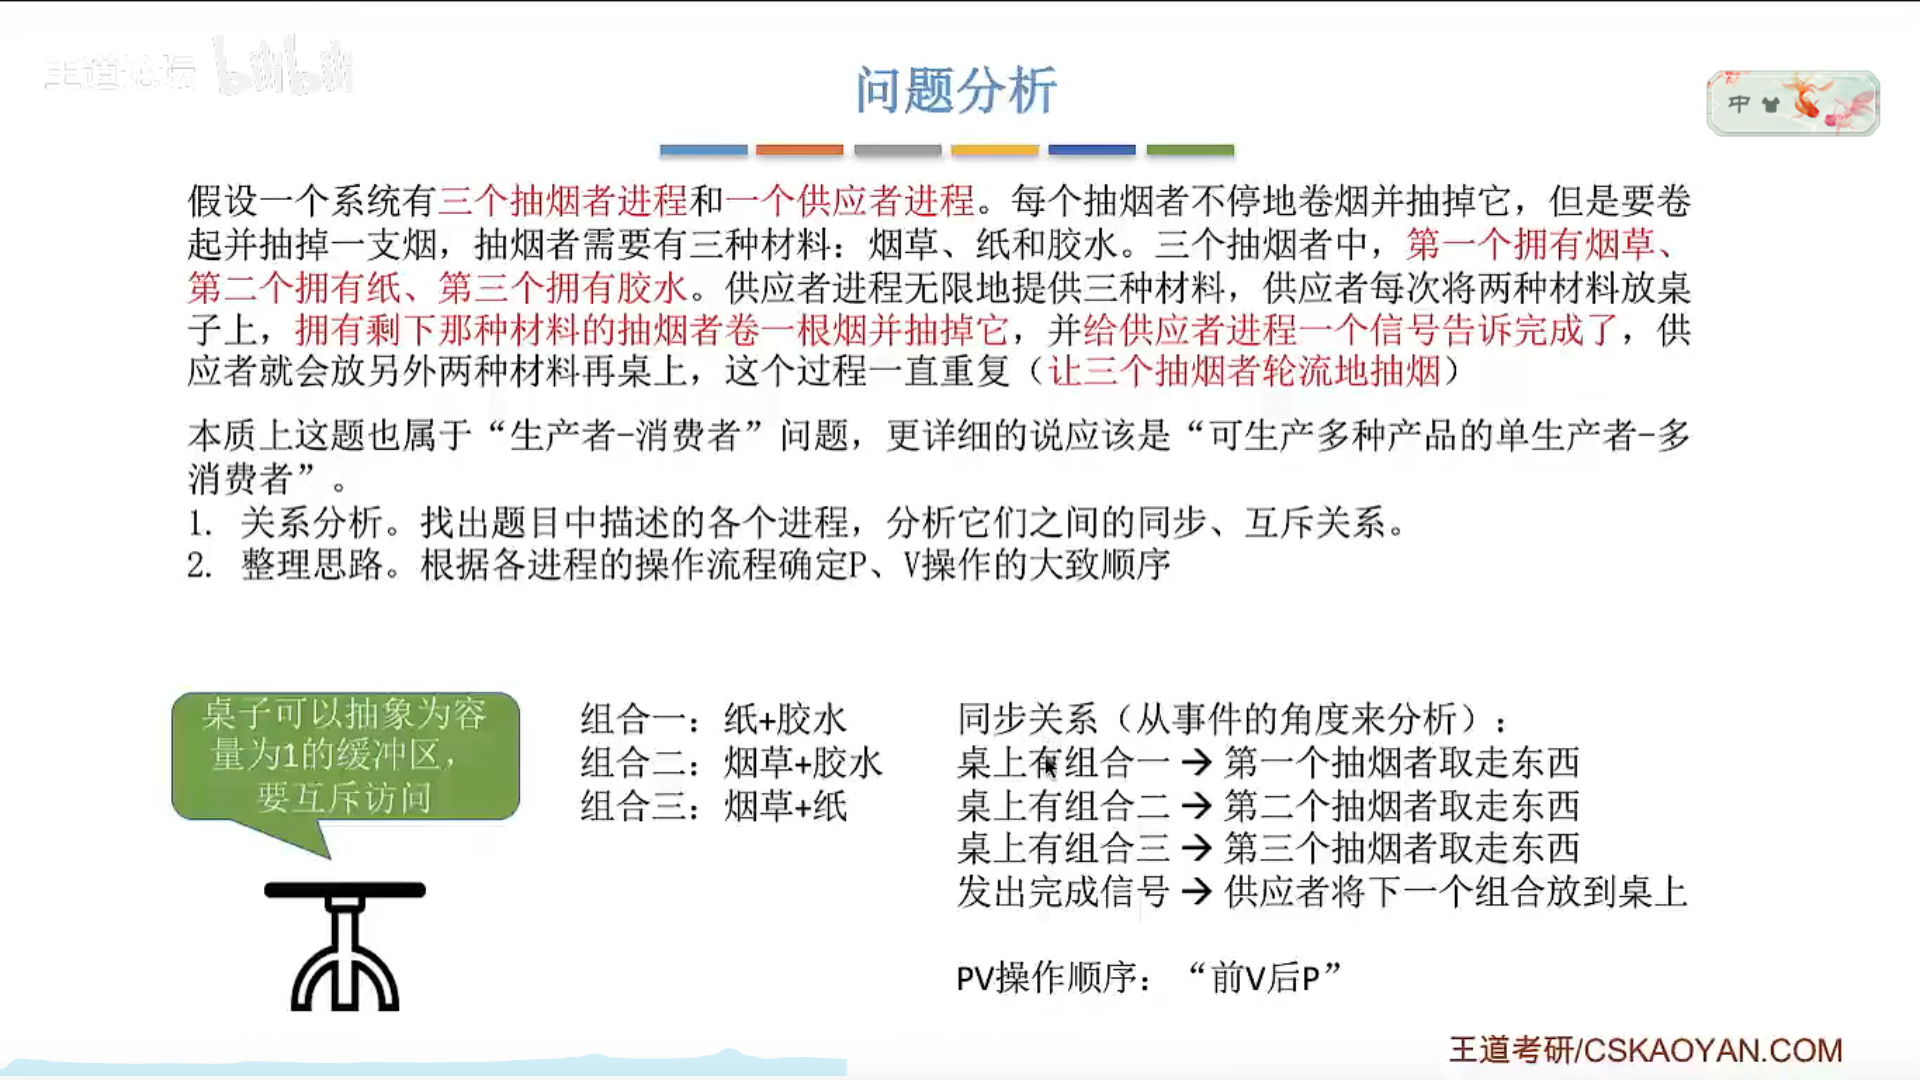 王道论坛 bilibili
问题分析
中
假设一个系统有三个抽烟者进程和一个供应者进程。每个抽烟者不停地卷烟并抽掉它，但是要卷
起并抽掉一支烟，抽烟者需要有三种材料：烟草、纸和胶水。三个抽烟者中，第一个拥有烟草、
第二个拥有纸、第三个拥有胶水。供应者进程无限地提供三种材料，供应者每次将两种材料放桌
子上，拥有剩下那种材料的抽烟者卷一根烟并抽掉它，并给供应者进程一个信号告诉完成了，供
应者就会放另外两种材料再桌上，这个过程一直重复（让三个抽烟者轮流地抽烟）
本质上这题也属于“生产者-消费者”问题，更详细的说应该是“可生产多种产品的单生产者-多
消费者”。
1. 关系分析。找出题目中描述的各个进程，分析它们之间的同步、互斥关系。
2. 整理思路。根据各进程的操作流程确定P、V操作的大致顺序
桌子可以抽象为容
量为1的缓冲区，
要互斥访问
组合一：纸+胶水
组合二：烟草+胶水
组合三：烟草+纸
同步关系（从事件的角度来分析）：
桌上有组合一 → 第一个抽烟者取走东西
桌上有组合二 → 第二个抽烟者取走东西
桌上有组合三 → 第三个抽烟者取走东西
发出完成信号 → 供应者将下一个组合放到桌上
PV操作顺序：“前V后P”
王道考研/CSKAOYAN.COM